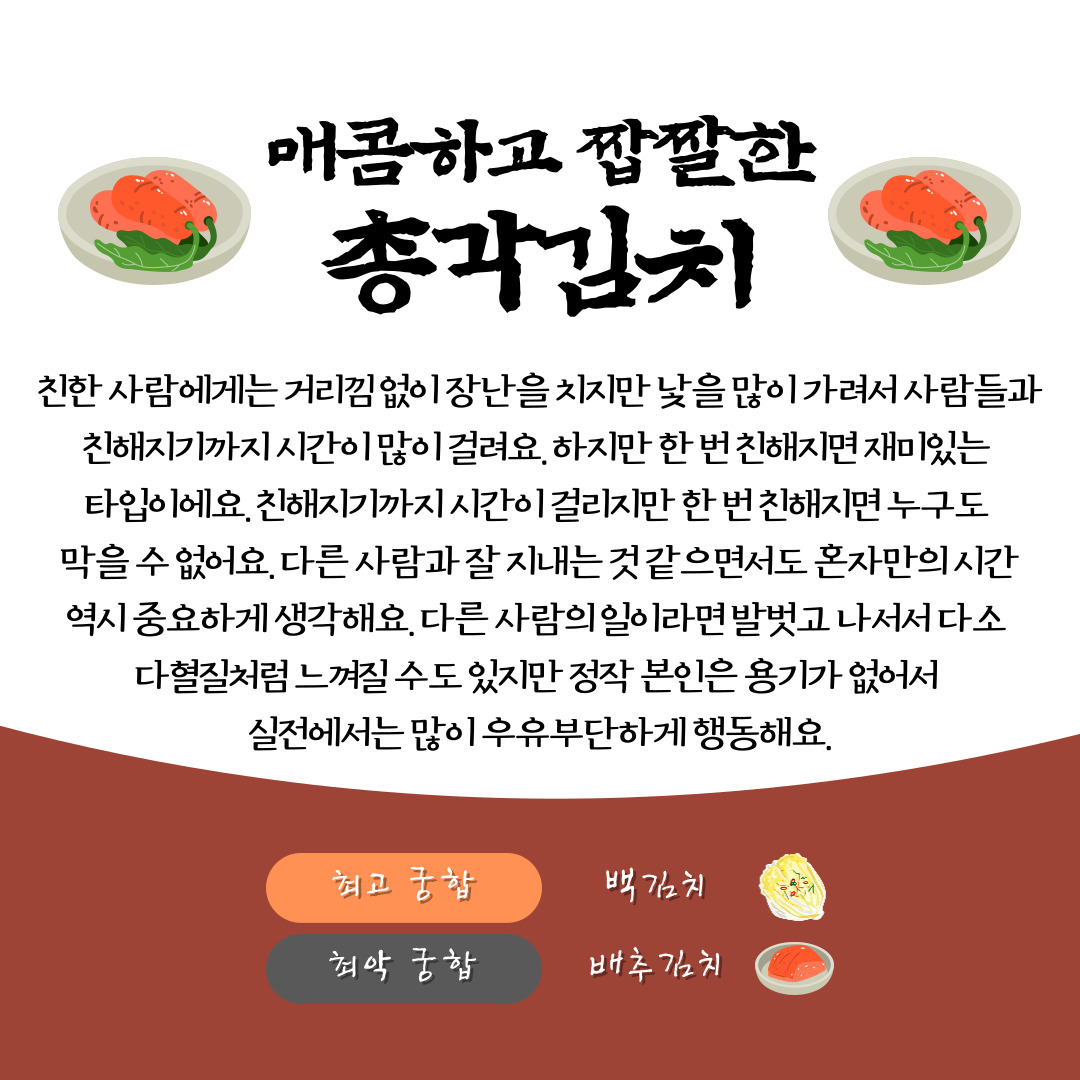 매콤하고 짭짤한
총각김치
친한 사람에게는 거리낌없이 장난을 치지만 낯을 많이 가려서 사람들과
친해지기까지 시간이 많이 걸려요. 하지만 한 번 친해지면 재미있는
타입이에요. 친해지기까지 시간이 걸리지만 한 번 친해지면 누구도
막을 수 없어요. 다른 사람과 잘 지내는 것 같으면서도 혼자만의 시간
역시 중요하게 생각해요. 다른 사람의 일이라면 발벗고 나서서 다소
다혈질처럼 느껴질 수도 있지만 정작 본인은 용기가 없어서
실전에서는 많이 우유부단하게 행동해요.
최고 궁합 백김치
최악 궁합 배추김치